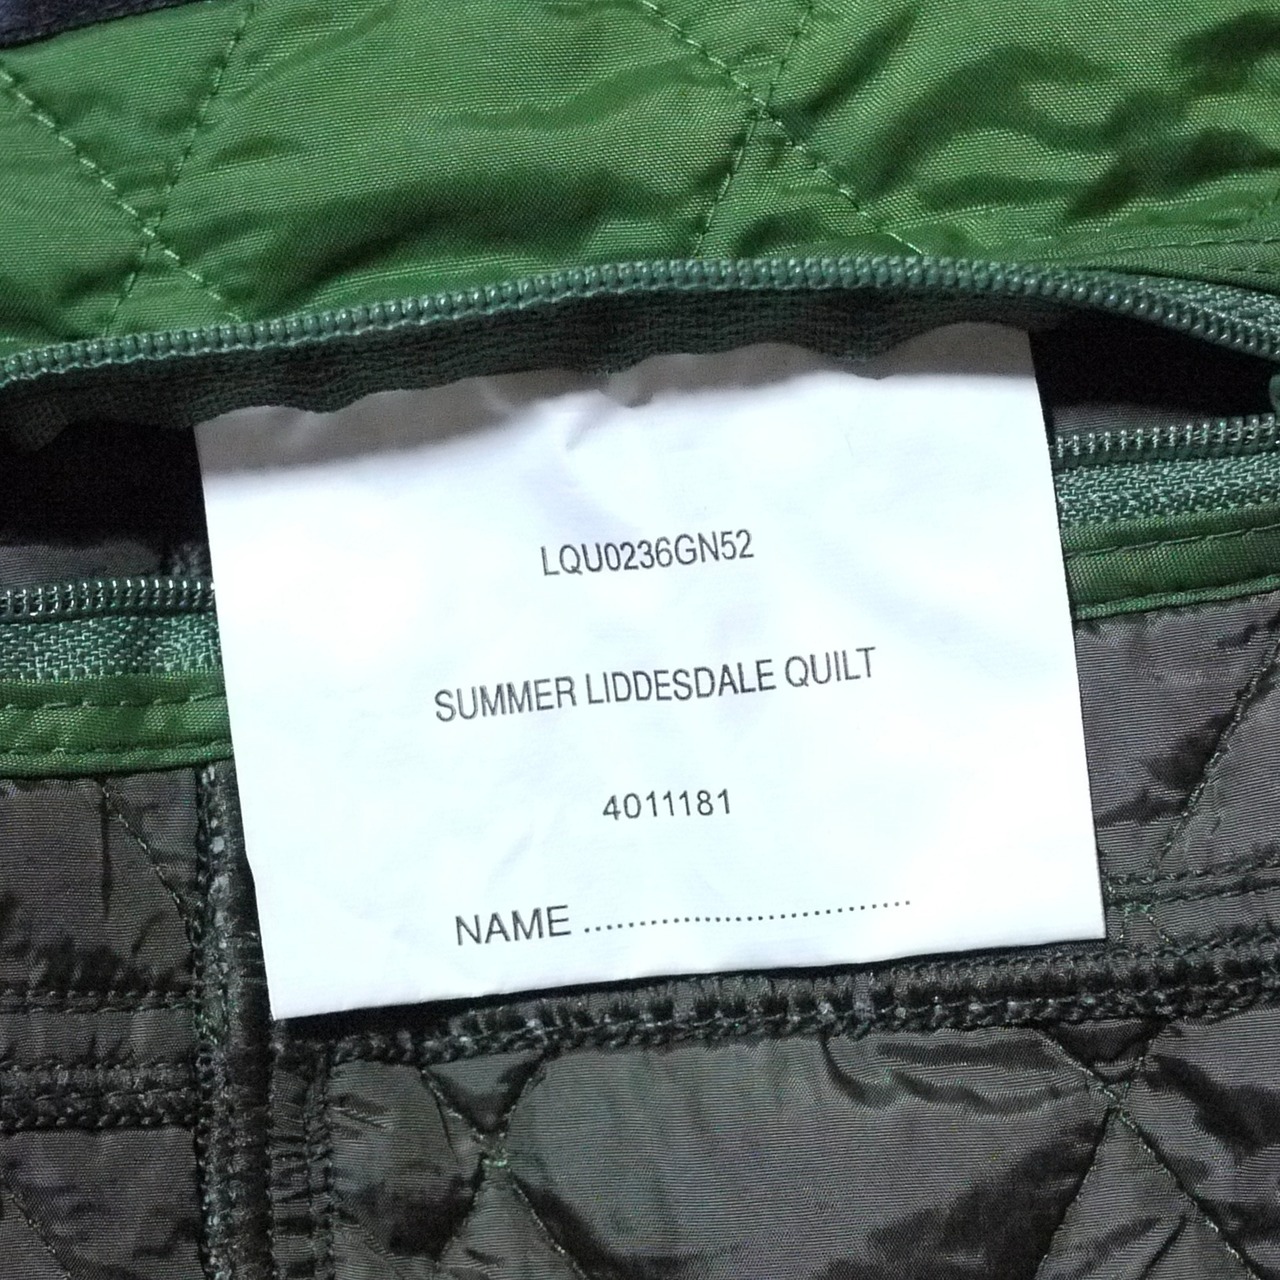 LQU0236GN52
SUMMER LIDDESDALE QUILT
4011181
NAME ..............................